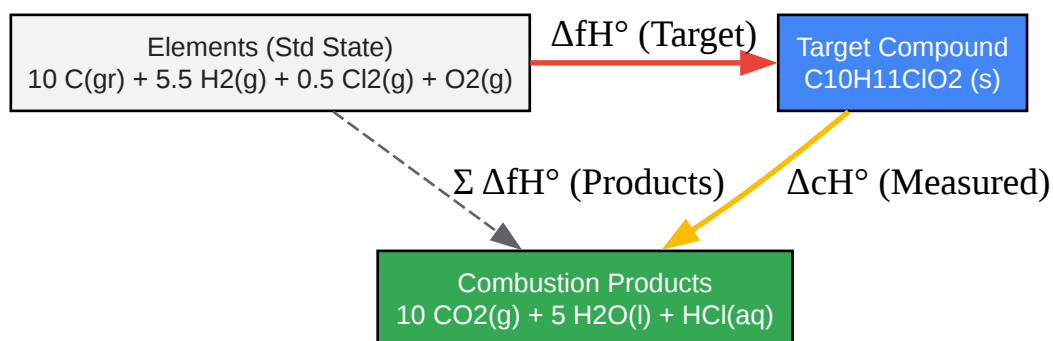 Elements (Std State)
10 C(gr) + 5.5 H2(g) + 0.5 Cl2(g) + O2(g)
ΔfH° (Target)
Target Compound
C10H11ClO2 (s)
Σ ΔfH° (Products)
ΔcH° (Measured)
Combustion Products
10 CO2(g) + 5 H2O(l) + HCl(aq)